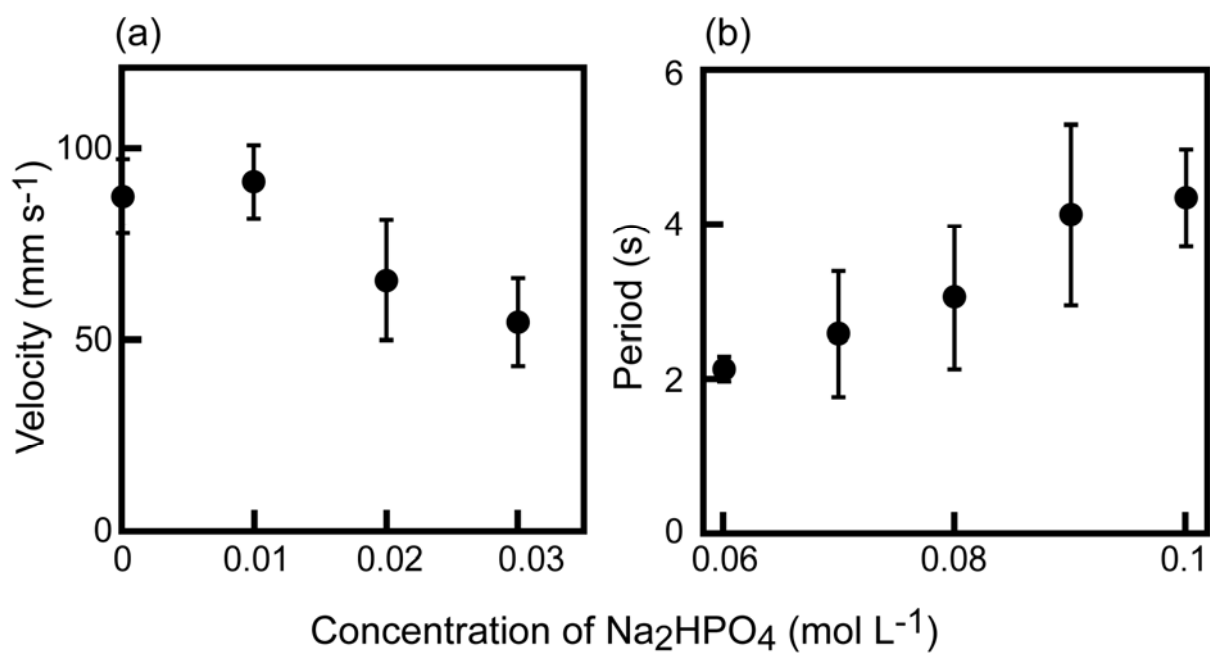 (a)
Velocity (mm s-1)
100
50
0
0 0.01 0.02 0.03
(b)
Period (s)
6
4
2
0
0.06 0.08 0.1
Concentration of Na2HPO4 (mol L-1)